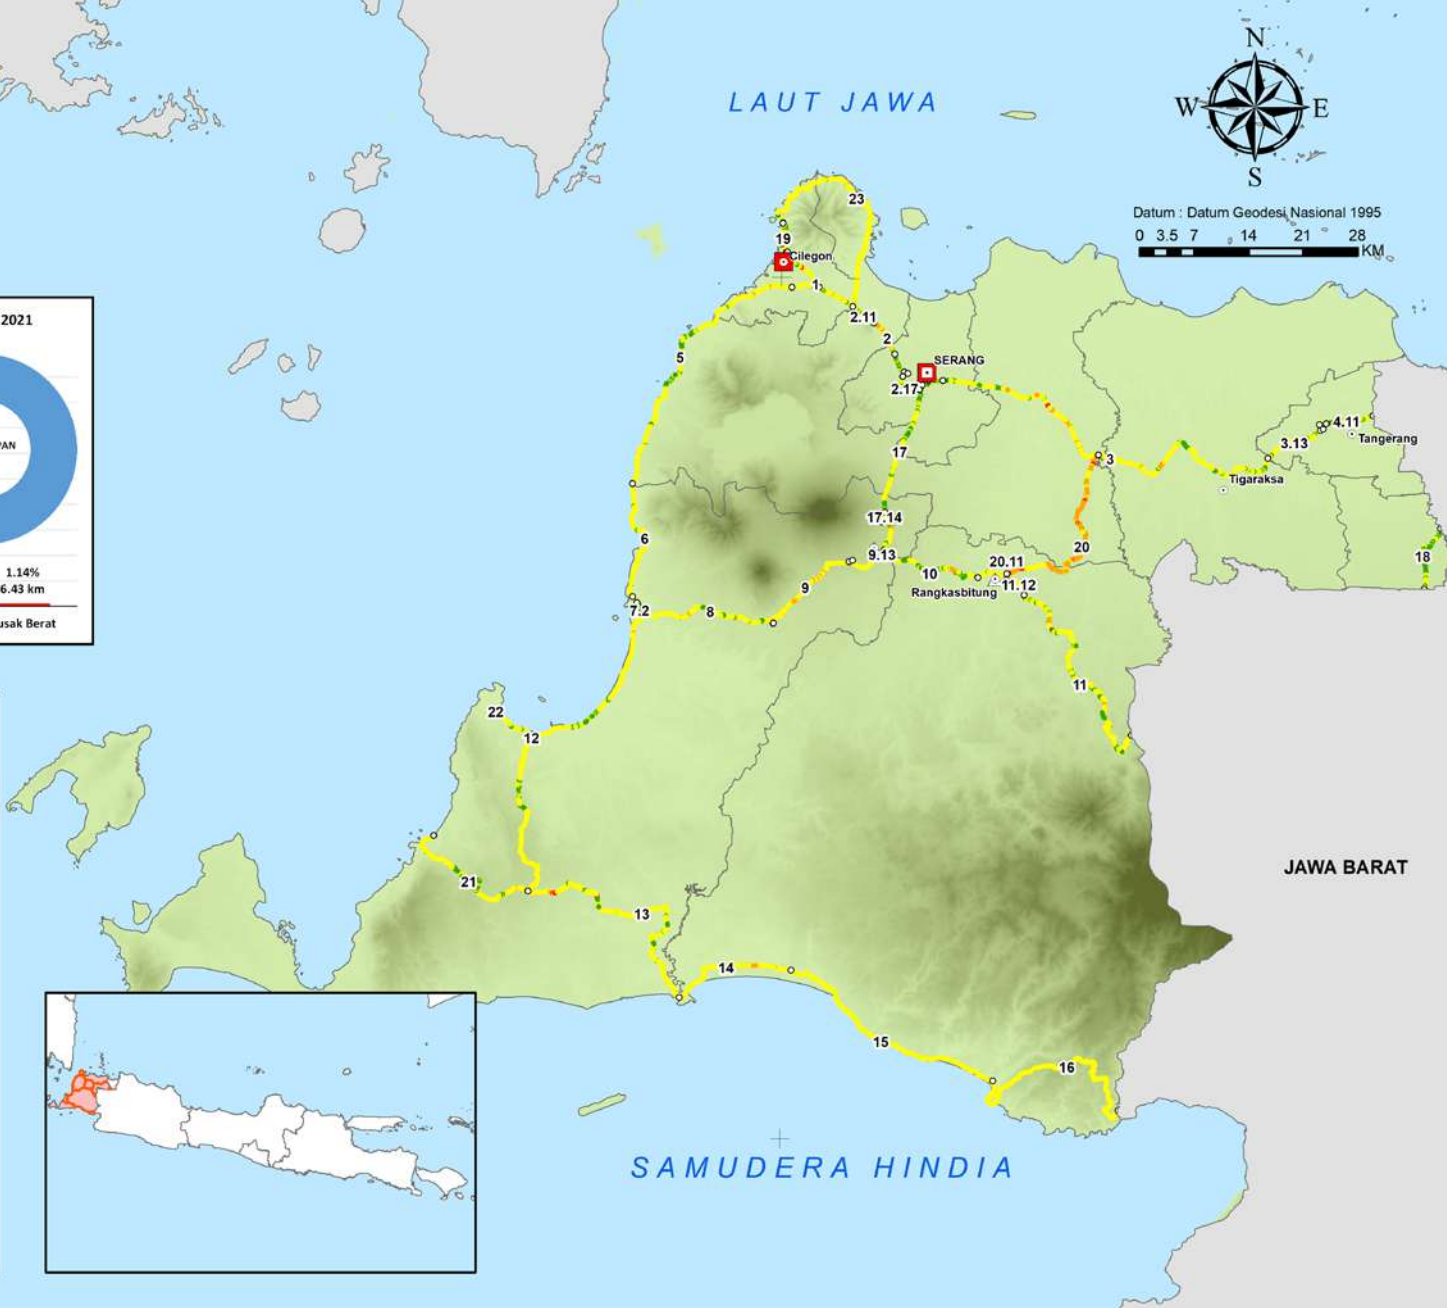 N
W
E
S
LAUT JAWA
Datum : Datum Geodesi Nasional 1995
0 3.5 7 14 21 28
KM
23
19
Cilegon
1
2.11
2
5
SERANG
2.17
2021
PAN
1.14%
6.43 km
usak Berat
4.11
Tangerang
3.13
3
Tigaraksa
17
17.14
20
18
6
9.13
10
20.11
11.12
Rangkasbitung
9
7.2
8
11
22
12
21
13
14
15
16
JAWA BARAT
SAMUDERA HINDIA